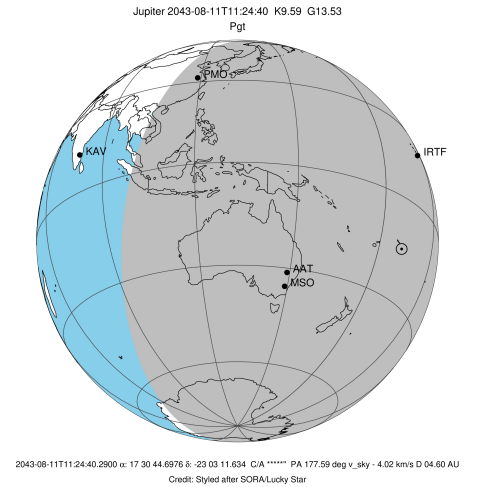 Jupiter 2043-08-11T11:24:40 K9.59 G13.53
Pgt
PMO
KAV
IRTF
AAT
MSO
2043-08-11T11:24:40.2900 α: 17 30 44.6976 δ: -23 03 11.634 C/A *****" PA 177.59 deg v_sky - 4.02 km/s D 04.60 AU
Credit: Styled after SORA/Lucky Star